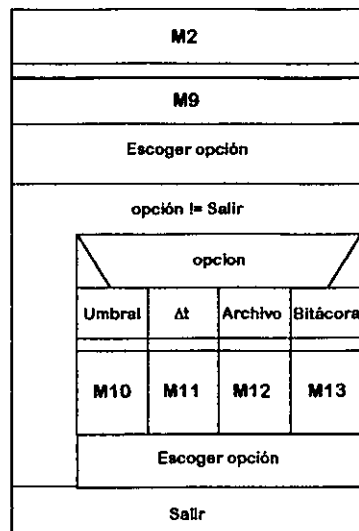 M2
M9
Escoger opción
opción != Salir
opcion
Umbral Δt Archivo Bitácora
M10 M11 M12 M13
Escoger opción
Salir